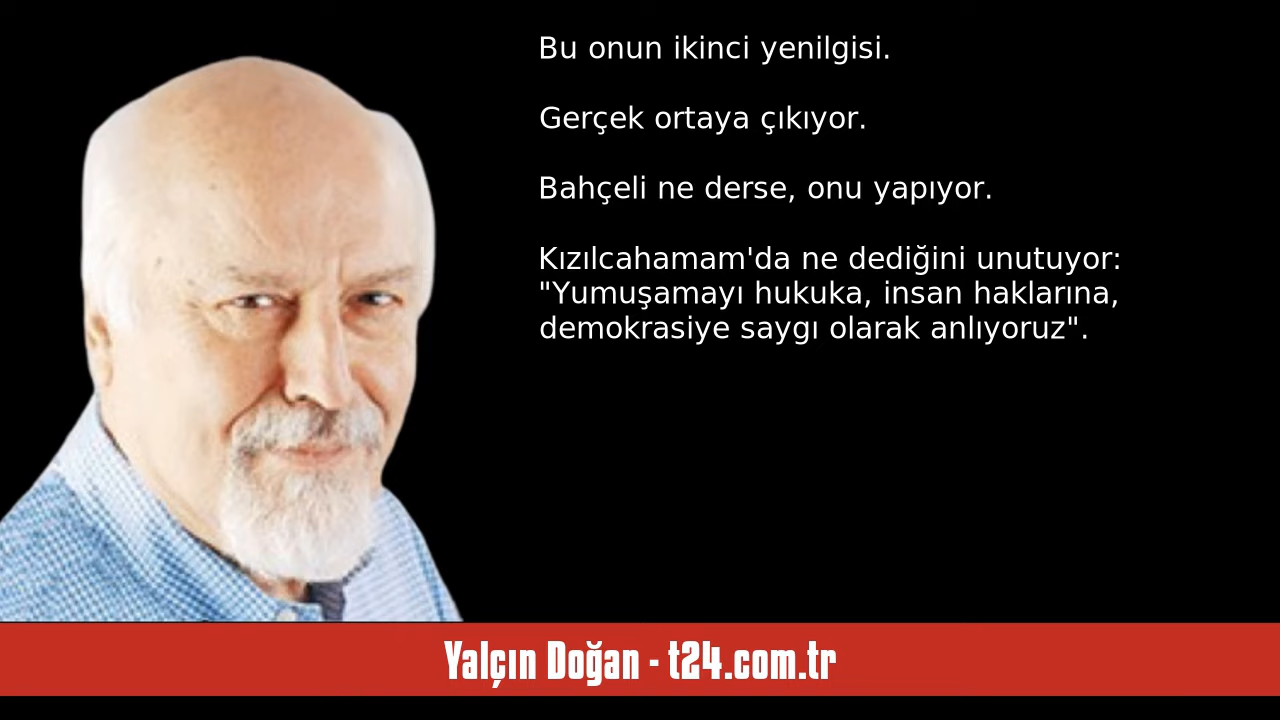 Bu onun ikinci yenilgisi.
Gerçek ortaya çıkıyor.
Bahçeli ne derse, onu yapıyor.
Kızılcahamam'da ne dediğini unutuyor:
"Yumuşamayı hukuka, insan haklarına,
demokrasiye saygı olarak anlıyoruz".
Yalçın Doğan - t24.com.tr